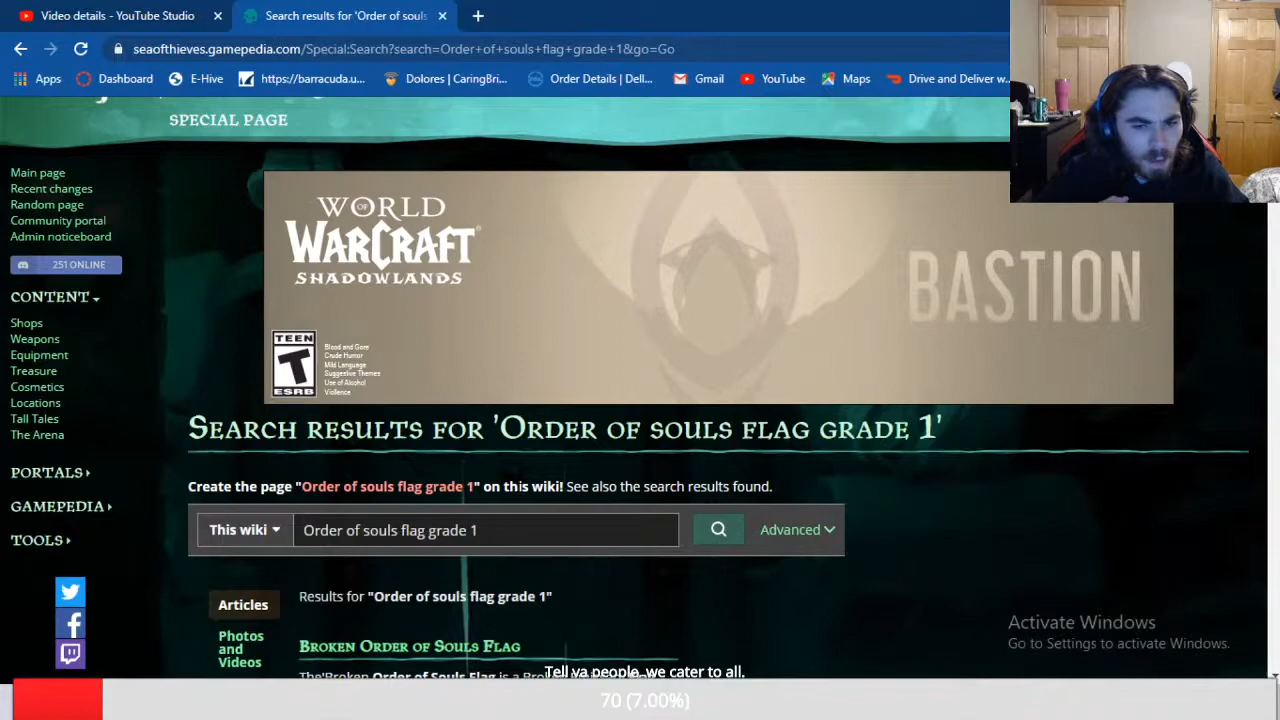 Video details - YouTube Studio
Search results for 'Order of souls
seaofthieves.gamepedia.com/Special:Search?search=Order+of+souls+flag+grade+1&go=Go
Apps
Dashboard
E-Hive
https://barracuda.u...
Dolores | CaringBri...
Order Details | Dell...
Gmail
YouTube
Maps
Drive and Deliver w...
SPECIAL PAGE
Main page
Recent changes
Random page
Community portal
Admin noticeboard
251 ONLINE
CONTENT
Shops
Weapons
Equipment
Treasure
Cosmetics
Locations
Tall Tales
The Arena
PORTALS
GAMEPEDIA
TOOLS
WORLD
OF
WARCRAFT
SHADOWLANDS
BASTION
TEEN
T
ESRB
Blood and Gore
Crude Humor
Mild Language
Suggestive Themes
Use of Alcohol
Violence
Search results for 'Order of souls flag grade 1'
Create the page "Order of souls flag grade 1" on this wiki! See also the search results found.
This wiki
Order of souls flag grade 1
Advanced
Articles
Photos
and
Videos
Results for "Order of souls flag grade 1"
Broken Order of Souls Flag
Activate Windows
Go to Settings to activate Windows.
Tell ya people, we cater to all.
70 (7.00%)